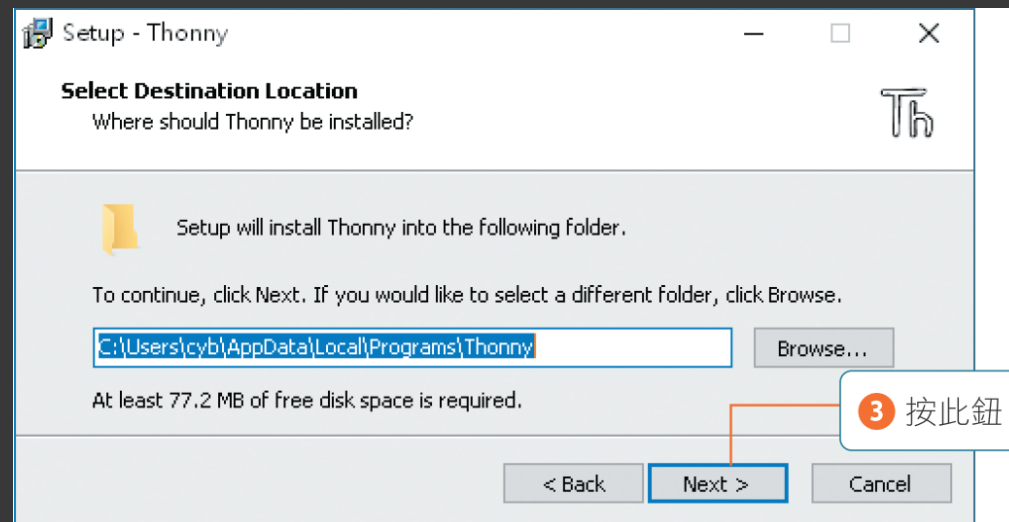 Setup - Thonny
Select Destination Location
Where should Thonny be installed?
Th
Setup will install Thonny into the following folder.
To continue, click Next. If you would like to select a different folder, click Browse.
C:\Users\cyb\AppData\Local\Programs\Thonny
Browse...
At least 77.2 MB of free disk space is required.
3 按此鈕
< Back
Next >
Cancel